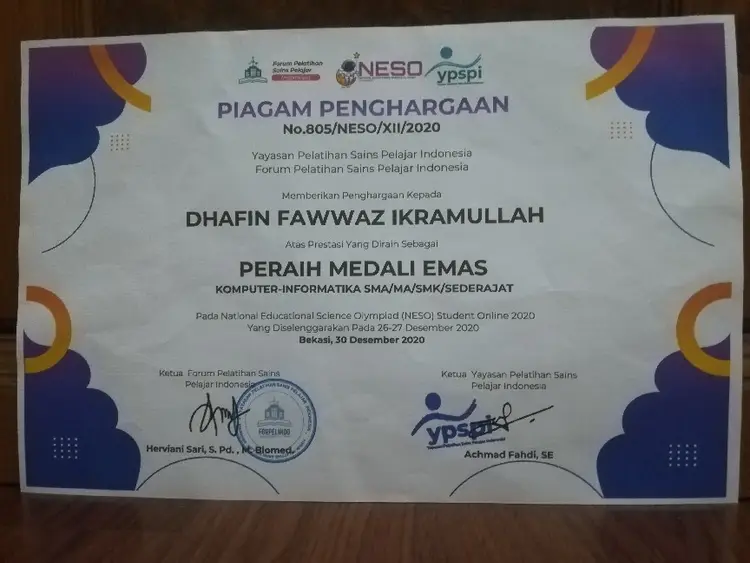 Forum Pelatihan
Sains Pelajar
NESO
ypspi
PIAGAM PENGHARGAAN
No.805/NESO/XII/2020
Yayasan Pelatihan Sains Pelajar Indonesia
Forum Pelatihan Sains Pelajar Indonesia
Memberikan Penghargaan Kepada
DHAFIN FAWWAZ IKRAMULLAH
Atas Prestasi Yang Diraih Sebagai
PERAIH MEDALI EMAS
KOMPUTER-INFORMATIKA SMA/MA/SMK/SEDERAJAT
Pada National Educational Science Olympiad (NESO) Student Online 2020
Yang Diselenggarakan Pada 26-27 Desember 2020
Bekasi, 30 Desember 2020
Ketua Forum Pelatihan Sains
Pelajar Indonesia
Herviani Sari, S. Pd. , M. Biomed.
Ketua Yayasan Pelatihan Sains
Pelajar Indonesia
ypspi
Achmad Fahdi, SE